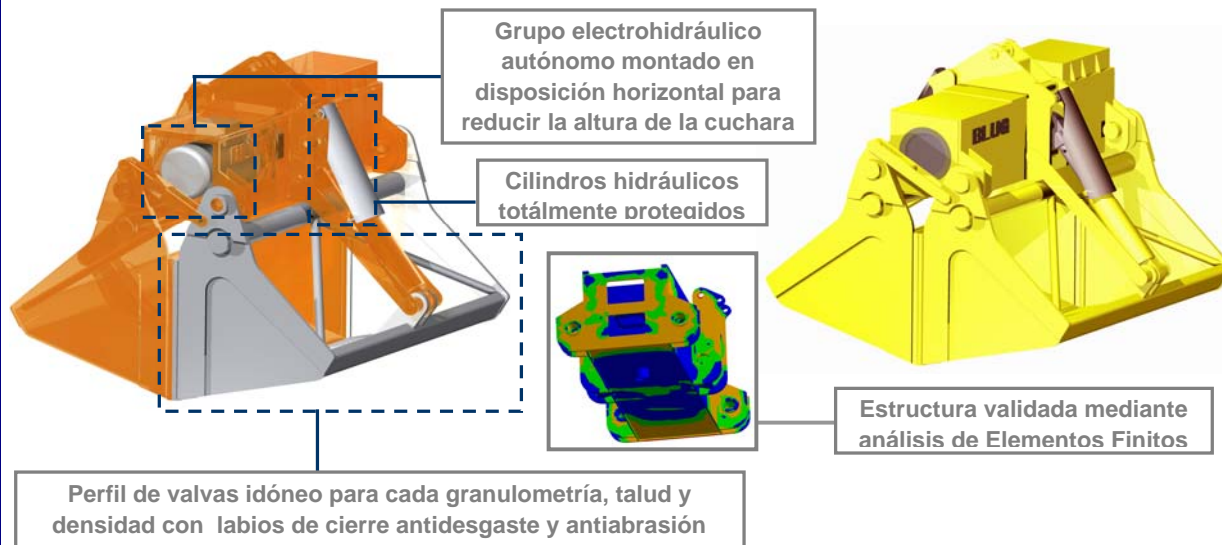 Grupo electrohidráulico
autónomo montado en
disposición horizontal para
reducir la altura de la cuchara
Cilindros hidráulicos
totálmente protegidos
BLUG
Estructura validada mediante
análisis de Elementos Finitos
Perfil de valvas idóneo para cada granulometría, talud y
densidad con labios de cierre antidesgaste y antiabrasión